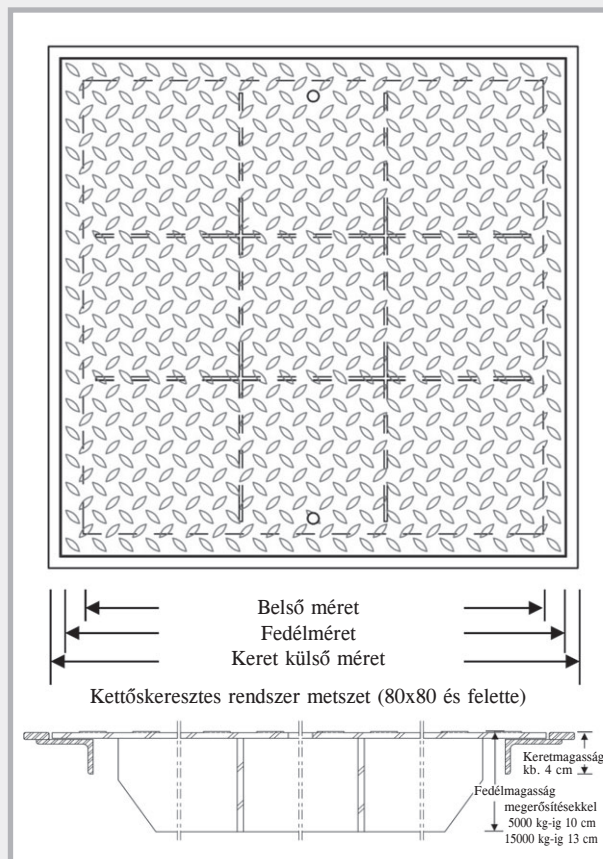 Belső méret
Fedélméret
Keret külső méret
Kettőskeresztes rendszer metszet (80x80 és felette)
Keretmagasság
kb. 4 cm
Fedélmagasság
megerősítésekkel
5000 kg-ig 10 cm
15000 kg-ig 13 cm